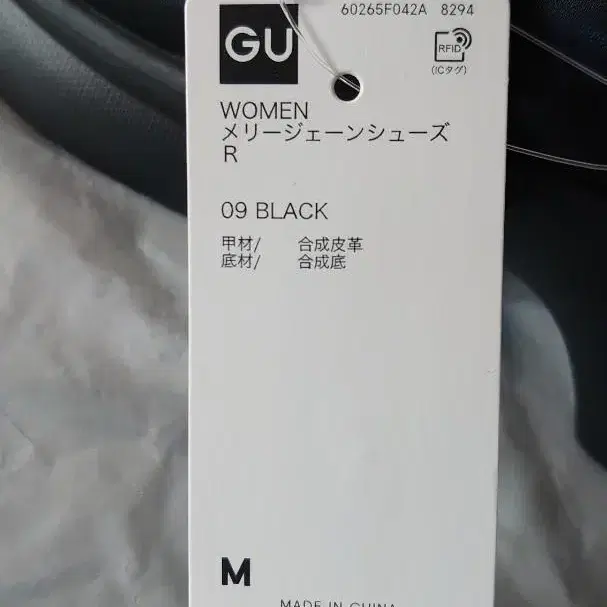 60265F042A 8294
GU
RFID
(ICタグ)
WOMEN
メリージェーンシューズ
R
09 BLACK
甲材/ 合成皮革
底材/ 合成底
M
MADE IN CHINA